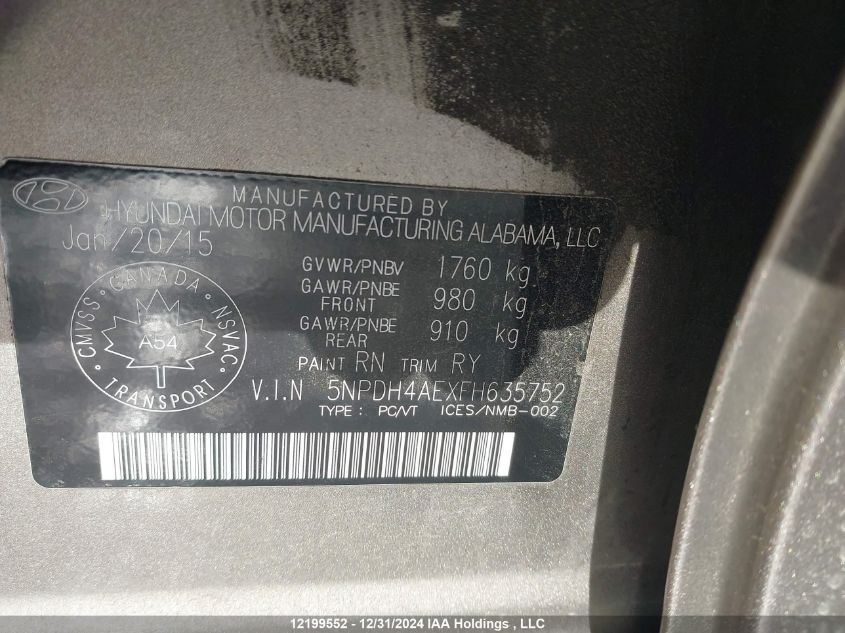 MANUFACTURED BY
HYUNDAI MOTOR MANUFACTURING ALABAMA, LLC
Jan/20/15
GVWR/PNBV 1760 kg
GAWR/PNBE FRONT 980 kg
GAWR/PNBE REAR 910 kg
CANADA
CMVSS
NSVAC
A54
TRANSPORT
PAINT RN TRIM RY
V.I.N 5NPDH4AEXFH635752
TYPE: PC/VT ICES/NMB-002
12199552 - 12/31/2024 IAA Holdings , LLC